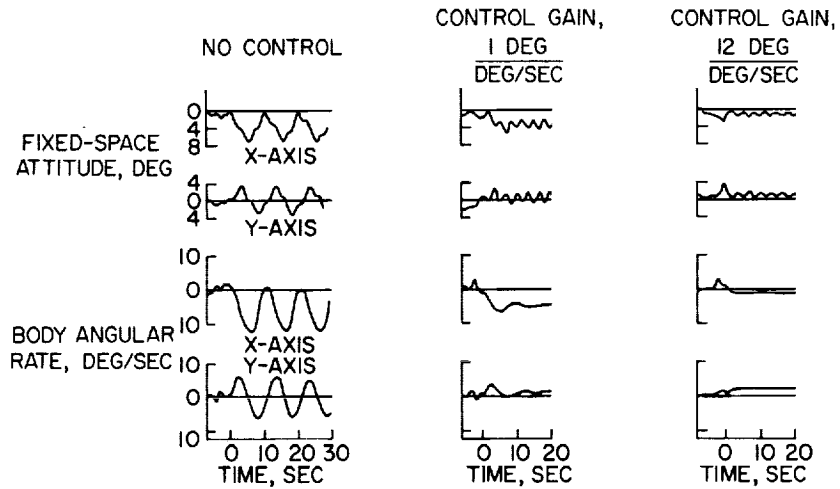 NO CONTROL
CONTROL GAIN,
1 DEG
DEG/SEC
CONTROL GAIN,
12 DEG
DEG/SEC
FIXED-SPACE
ATTITUDE, DEG
0
4
8
X-AXIS
4
0
4
Y-AXIS
BODY ANGULAR
RATE, DEG/SEC
10
0
10
X-AXIS
Y-AXIS
10
0
10
0 10 20 30
TIME, SEC
0 10 20
TIME, SEC
0 10 20
TIME, SEC